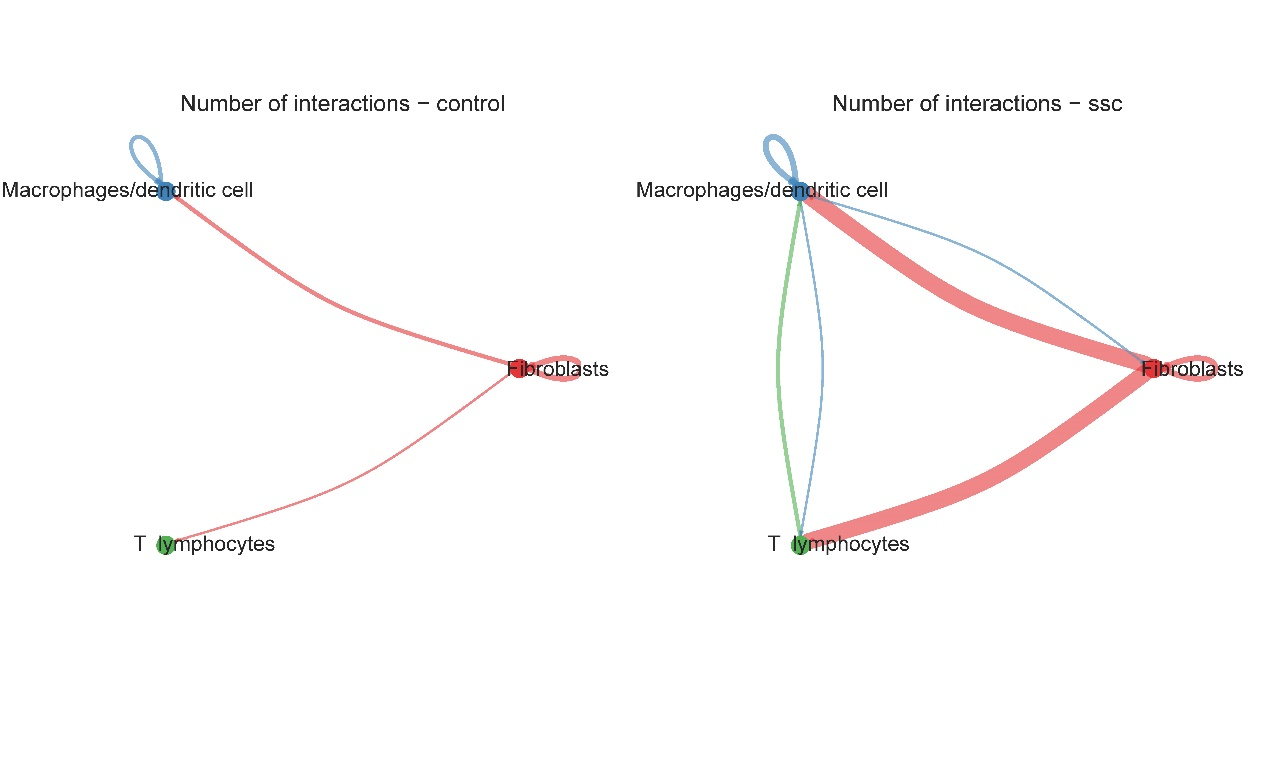 Number of interactions − control
Macrophages/dendritic cell
Fibroblasts
T lymphocytes
Number of interactions − ssc
Macrophages/dendritic cell
Fibroblasts
T lymphocytes